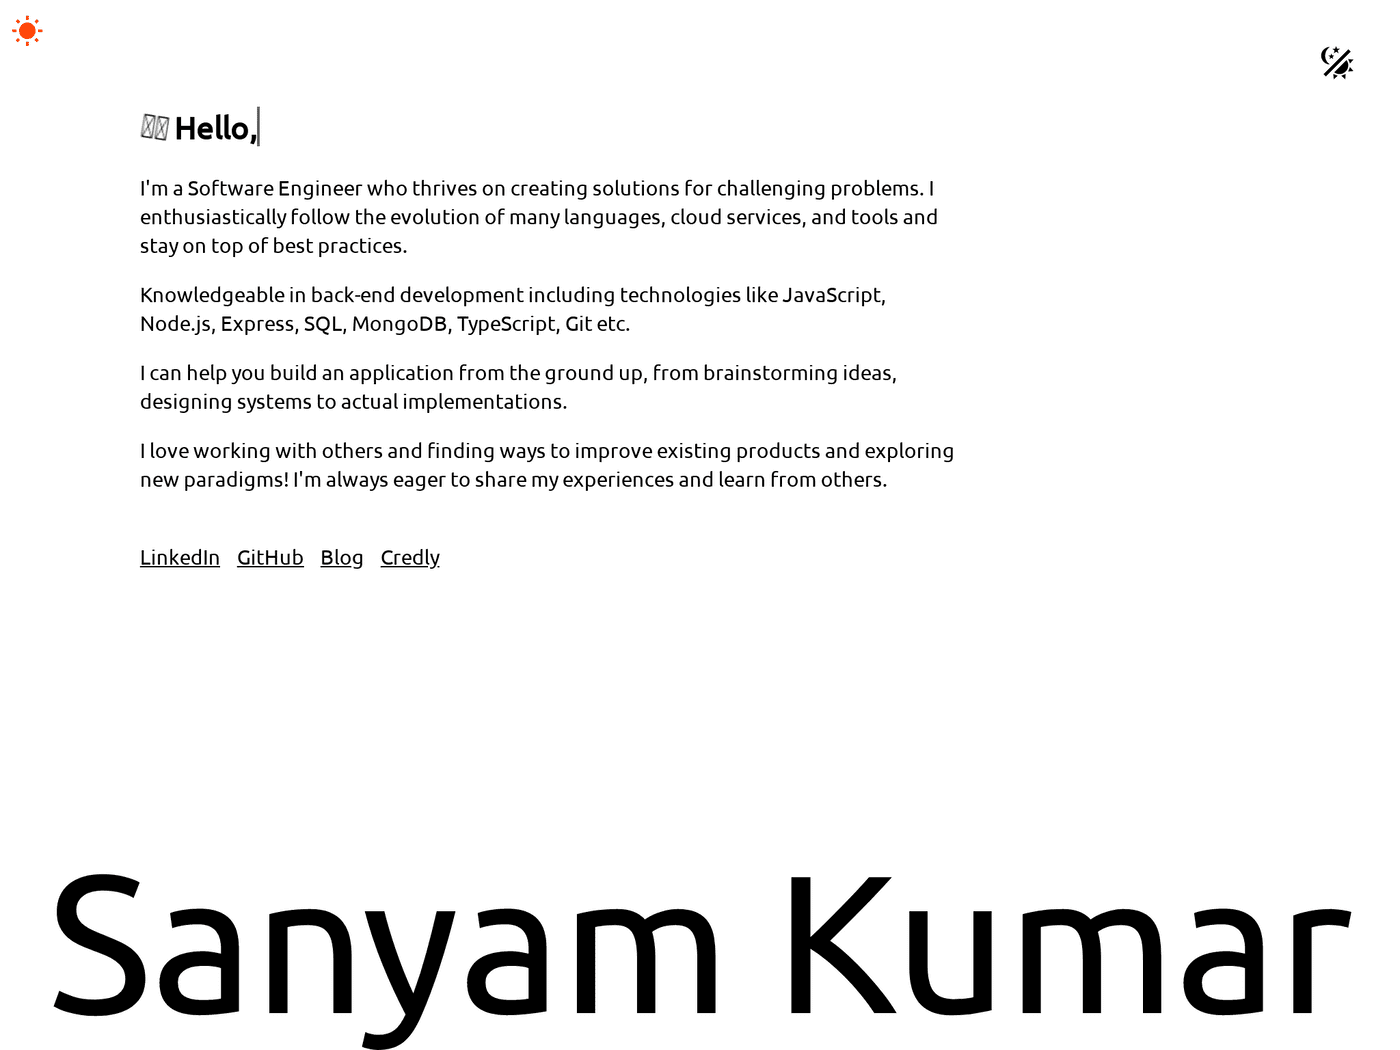 Hello,
I'm a Software Engineer who thrives on creating solutions for challenging problems. I
enthusiastically follow the evolution of many languages, cloud services, and tools and
stay on top of best practices.
Knowledgeable in back-end development including technologies like JavaScript,
Node.js, Express, SQL, MongoDB, TypeScript, Git etc.
I can help you build an application from the ground up, from brainstorming ideas,
designing systems to actual implementations.
I love working with others and finding ways to improve existing products and exploring
new paradigms! I'm always eager to share my experiences and learn from others.
LinkedIn GitHub Blog Credly
Sanyam Kumar